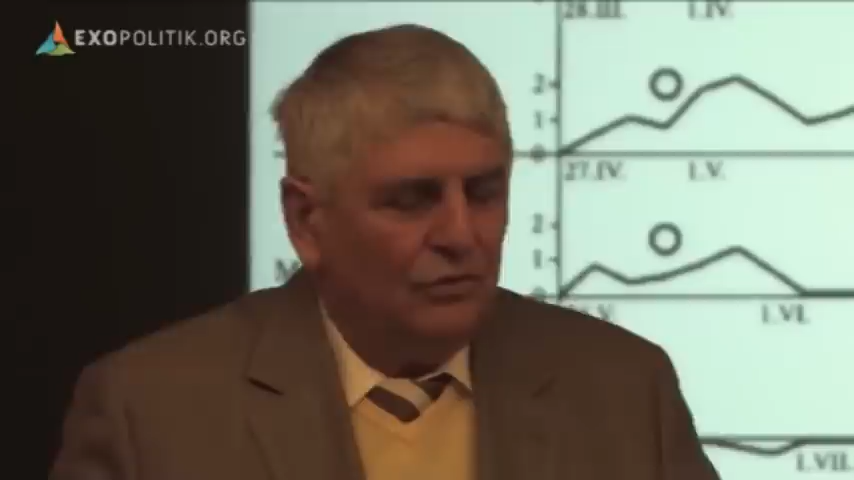 EXOPOLITIK.ORG
28.III.
1.IV.
2
1
0
27.IV.
1.V.
2
1
0
M
1.VI.
1.VII.